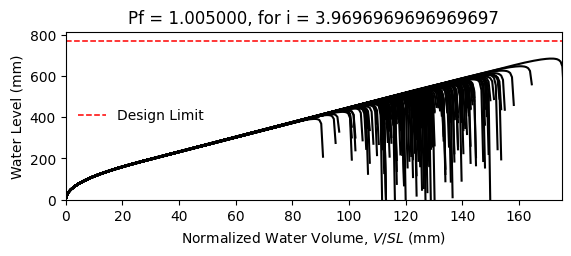 Pf = 1.005000, for i = 3.9696969696969697
Water Level (mm)
800
600
400
200
0
Design Limit
0 20 40 60 80 100 120 140 160
Normalized Water Volume, V/SL (mm)